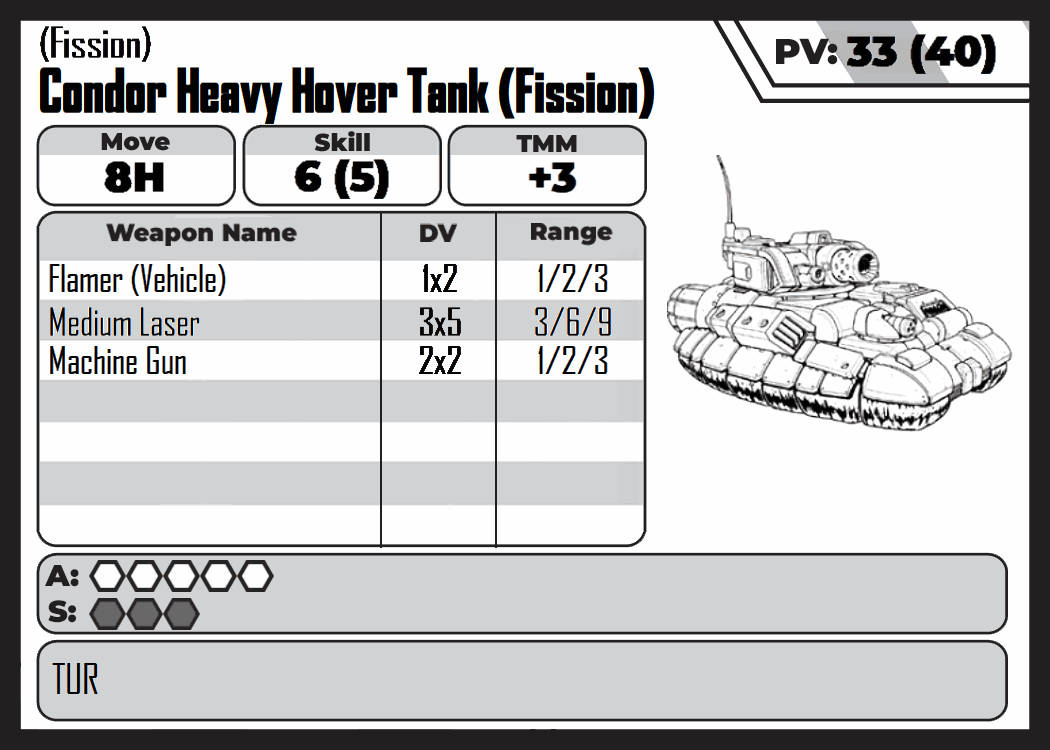 (Fission)
PV: 33 (40)
Condor Heavy Hover Tank (Fission)
Move Skill TMM
8H 6 (5) +3
Weapon Name DV Range
Flamer (Vehicle) 1x2 1/2/3
Medium Laser 3x5 3/6/9
Machine Gun 2x2 1/2/3
A:
S:
TUR